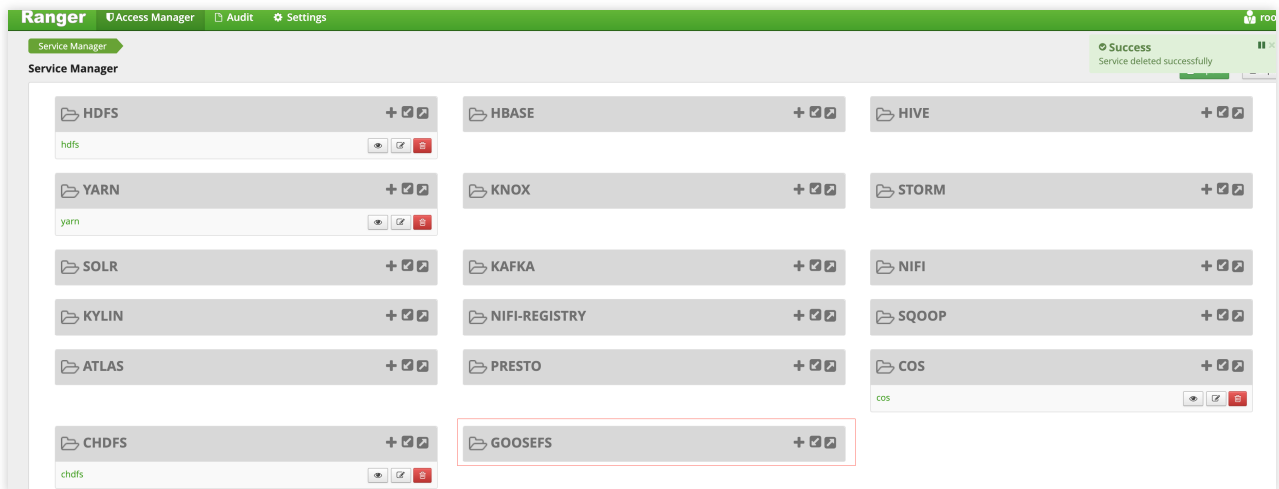 Ranger Access Manager Audit Settings roo
Service Manager
Success
Service deleted successfully
Service Manager
HDFS HBASE HIVE
hdfs
YARN KNOX STORM
yarn
SOLR KAFKA NIFI
KYLIN NIFI-REGISTRY SQOOP
ATLAS PRESTO COS
cos
CHDFS GOOSEFS
chdfs